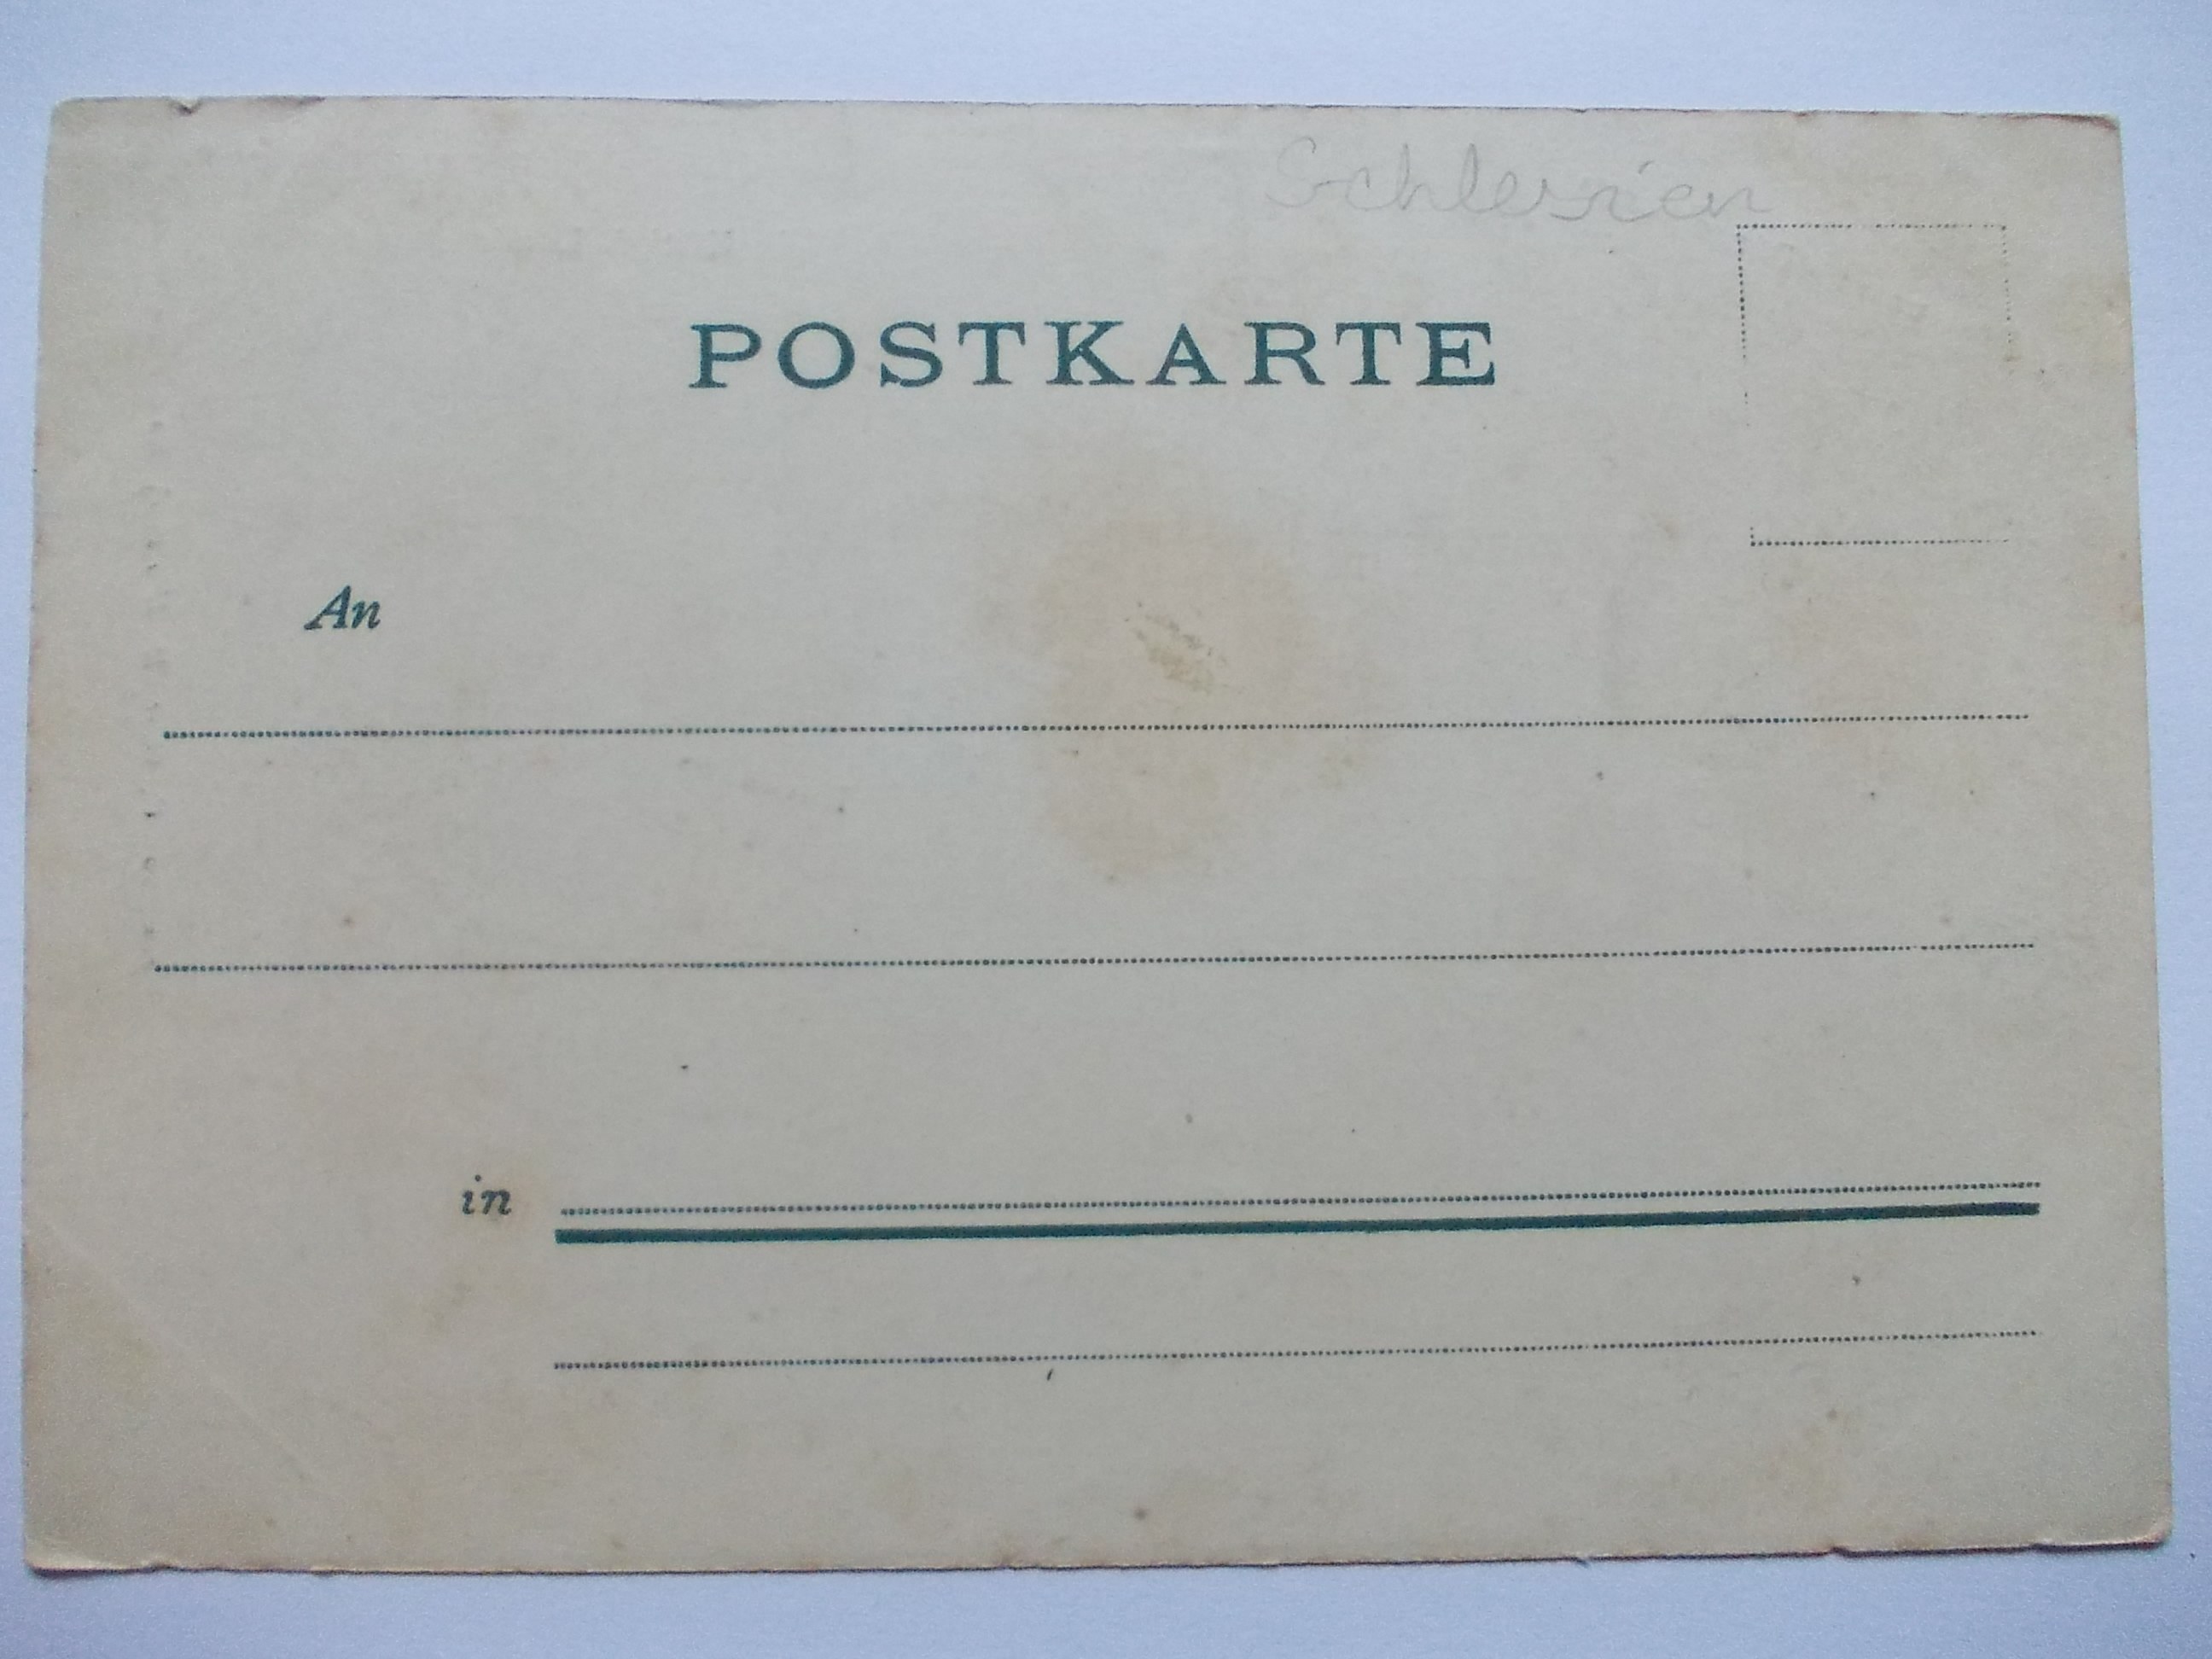 Schlesien
POSTKARTE
An
in